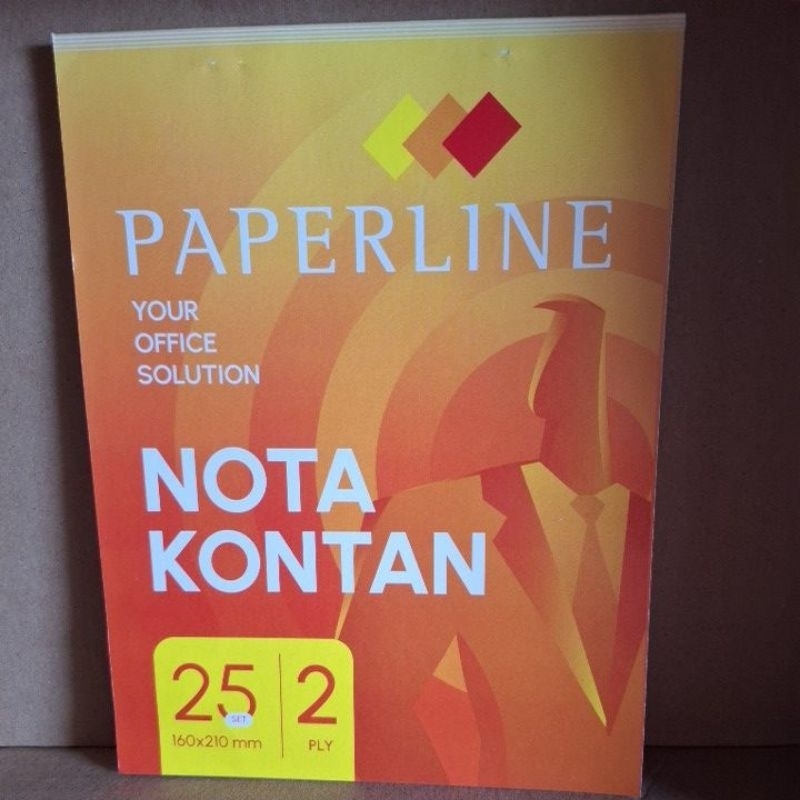 PAPERLINE
YOUR
OFFICE
SOLUTION
NOTA
KONTAN
25 2
SET
160x210 mm PLY